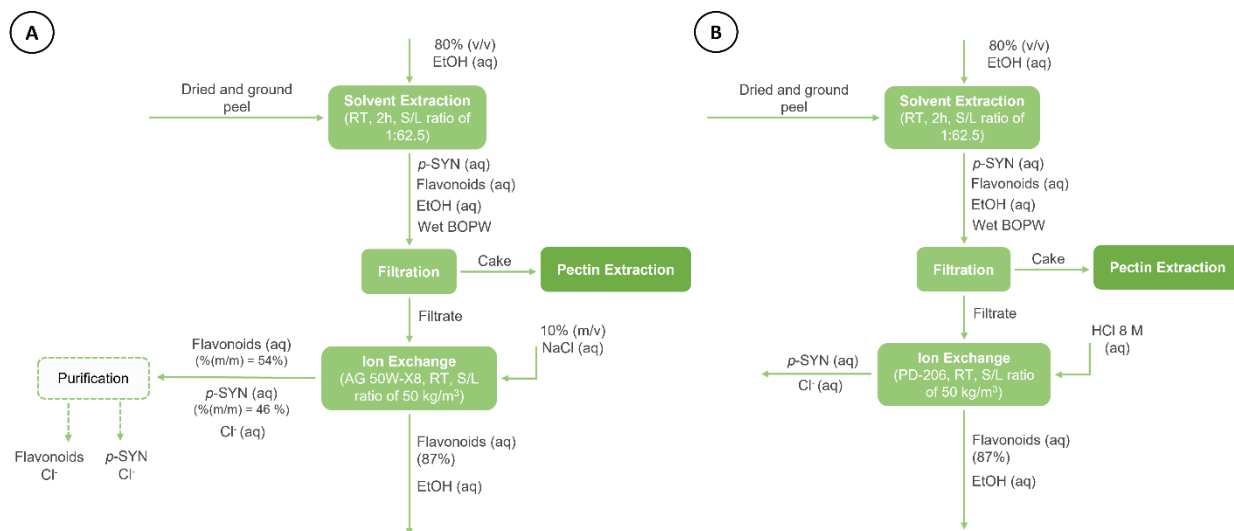 A
80% (v/v)
EtOH (aq)
Dried and ground
peel
Solvent Extraction
(RT, 2h, S/L ratio of
1:62.5)
p-SYN (aq)
Flavonoids (aq)
EtOH (aq)
Wet BOPW
Filtration
Cake
Pectin Extraction
Filtrate
10% (m/v)
NaCl (aq)
Ion Exchange
(AG 50W-X8, RT, S/L
ratio of 50 kg/m³)
Flavonoids (aq)
(%(m/m) = 54%)
p-SYN (aq)
(%(m/m) = 46 %)
Cl⁻ (aq)
Purification
Flavonoids
Cl⁻
p-SYN
Cl⁻
Flavonoids (aq)
(87%)
EtOH (aq)
B
80% (v/v)
EtOH (aq)
Dried and ground
peel
Solvent Extraction
(RT, 2h, S/L ratio of
1:62.5)
p-SYN (aq)
Flavonoids (aq)
EtOH (aq)
Wet BOPW
Filtration
Cake
Pectin Extraction
Filtrate
HCl 8 M
(aq)
Ion Exchange
(PD-206, RT, S/L ratio
of 50 kg/m³)
p-SYN (aq)
Cl⁻ (aq)
Flavonoids (aq)
(87%)
EtOH (aq)